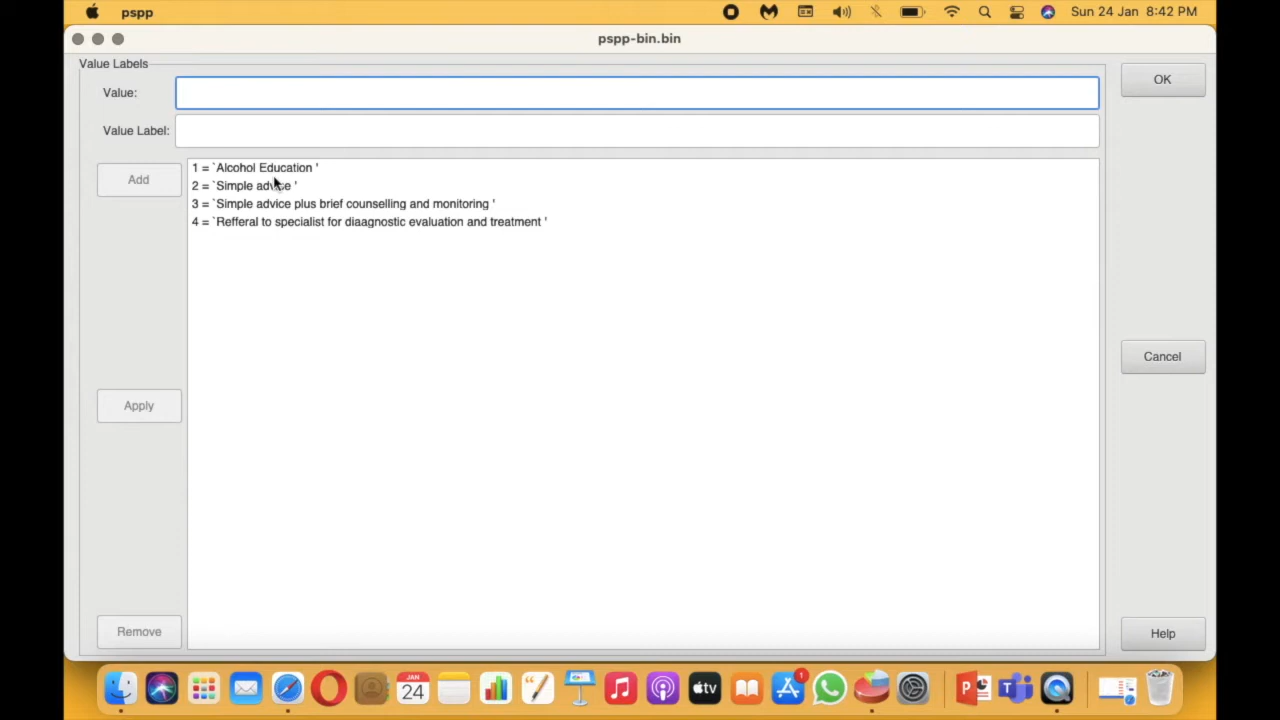 pspp
Sun 24 Jan 8:42 PM
pspp-bin.bin
Value Labels
Value:
OK
Value Label:
Add
1 = `Alcohol Education '
2 = `Simple advice '
3 = `Simple advice plus brief counselling and monitoring '
4 = `Refferal to specialist for diaagnostic evaluation and treatment '
Cancel
Apply
Remove
Help
JAN
24
tv
1